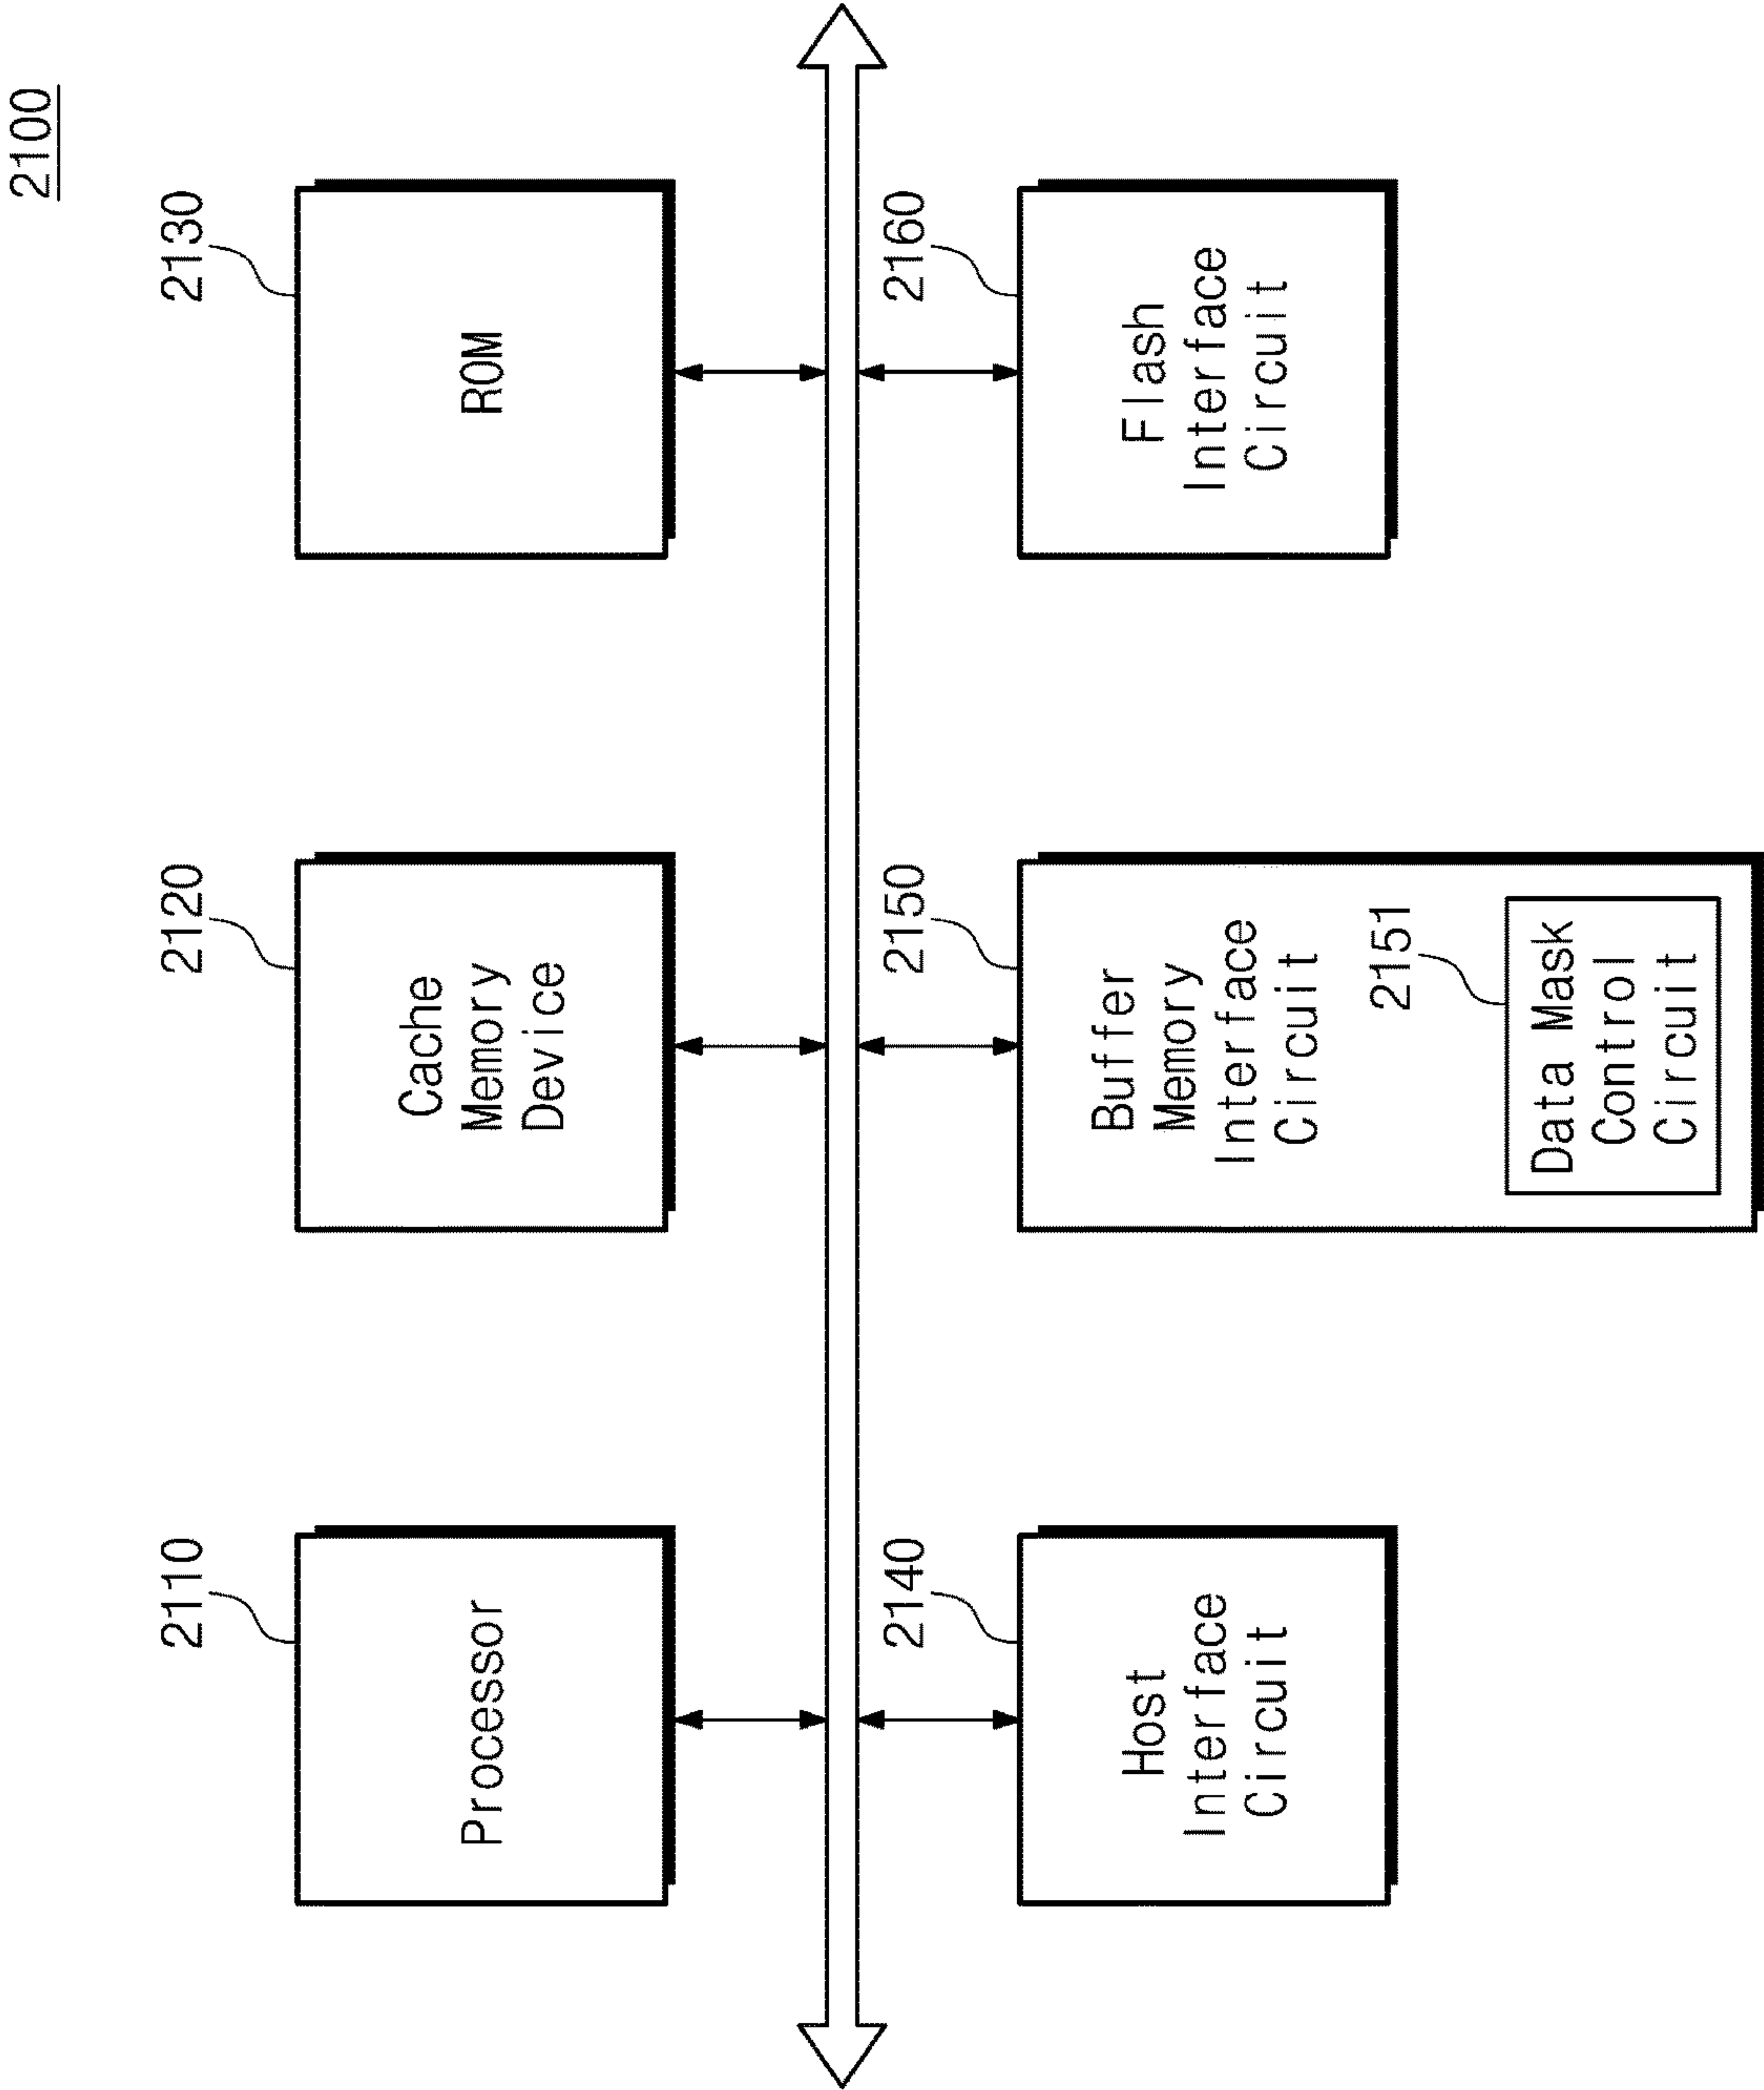 2100
2110
Processor
2120
Cache
Memory
Device
2130
ROM
2140
Host
Interface
Circuit
2150
Buffer
Memory
Interface
Circuit
2151
Data Mask
Control
Circuit
2160
Flash
Interface
Circuit